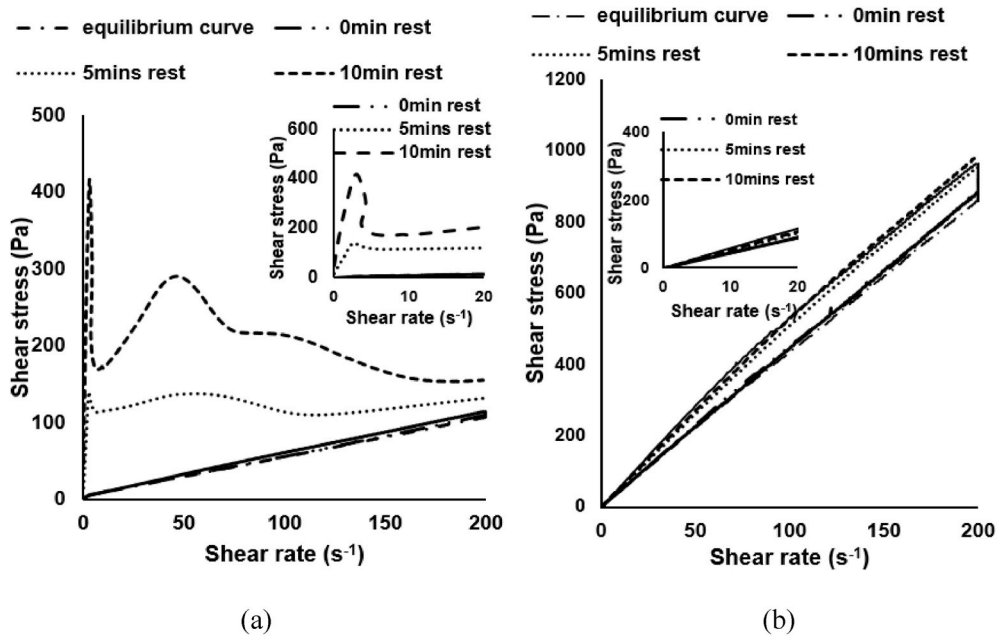 equilibrium curve 0min rest
5mins rest 10min rest
500
400
300
200
100
0
Shear stress (Pa)
0 50 100 150 200
Shear rate (s-1)
0min rest
5mins rest
10min rest
600
400
200
0
Shear stress (Pa)
0 10 20
Shear rate (s-1)
(a)
equilibrium curve 0min rest
5mins rest 10mins rest
1200
1000
800
600
400
200
0
Shear stress (Pa)
0 50 100 150 200
Shear rate (s-1)
0min rest
5mins rest
10mins rest
400
200
0
Shear stress (Pa)
0 10 20
Shear rate (s-1)
(b)